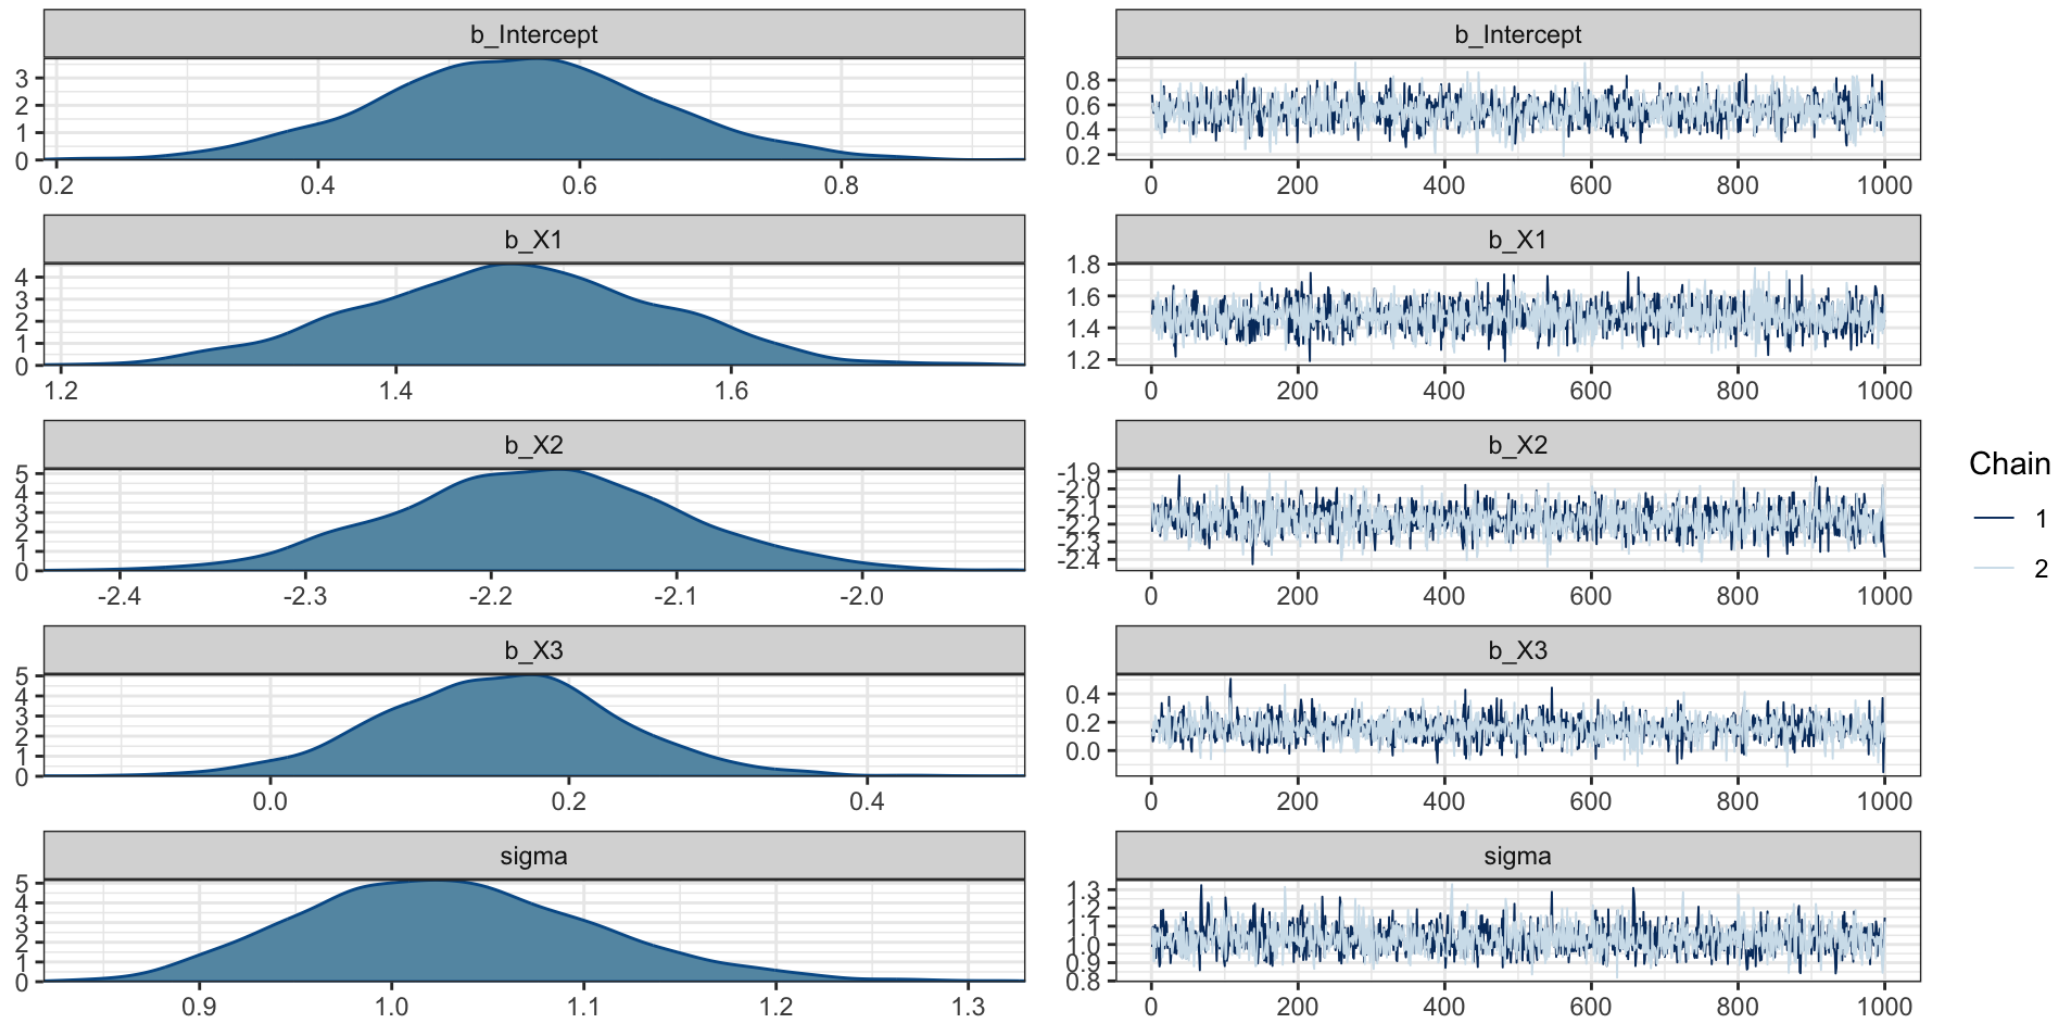 b_Intercept
3
2
1
0
0.2 0.4 0.6 0.8
b_Intercept
0.8
0.6
0.4
0.2
0 200 400 600 800 1000
b_X1
4
3
2
1
0
1.2 1.4 1.6
b_X1
1.8
1.6
1.4
1.2
0 200 400 600 800 1000
b_X2
5
4
3
2
1
0
-2.4 -2.3 -2.2 -2.1 -2.0
b_X2
-1.9
-2.0
-2.1
-2.2
-2.3
-2.4
0 200 400 600 800 1000
b_X3
5
4
3
2
1
0
0.0 0.2 0.4
b_X3
0.4
0.2
0.0
0 200 400 600 800 1000
sigma
5
4
3
2
1
0
0.9 1.0 1.1 1.2 1.3
sigma
1.3
1.2
1.1
1.0
0.9
0.8
0 200 400 600 800 1000
Chain
1
2